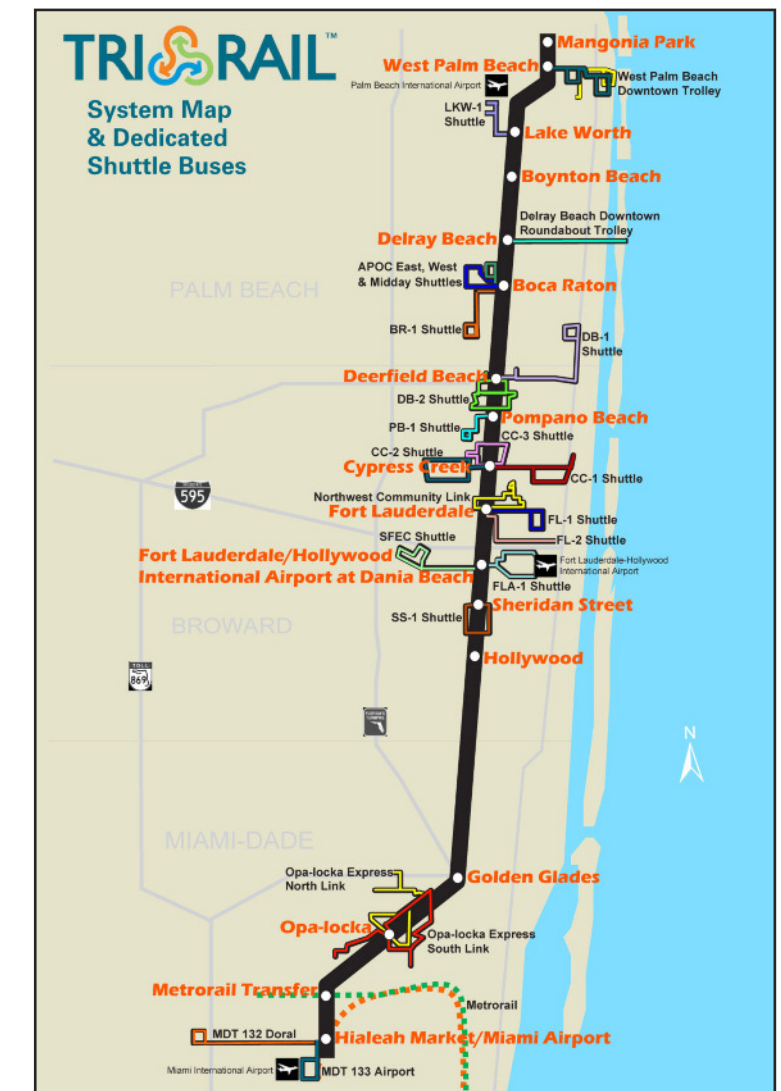 TRI RAIL™
System Map
& Dedicated
Shuttle Buses
Mangonia Park
West Palm Beach
Palm Beach International Airport
West Palm Beach
Downtown Trolley
LKW-1
Shuttle
Lake Worth
Boynton Beach
Delray Beach Downtown
Roundabout Trolley
Delray Beach
APOC East, West
& Midday Shuttles
Boca Raton
PALM BEACH
BR-1 Shuttle
DB-1
Shuttle
Deerfield Beach
DB-2 Shuttle
Pompano Beach
PB-1 Shuttle
CC-3 Shuttle
CC-2 Shuttle
Cypress Creek
CC-1 Shuttle
595
Northwest Community Link
Fort Lauderdale
FL-1 Shuttle
SFEC Shuttle
FL-2 Shuttle
Fort Lauderdale/Hollywood
International Airport at Dania Beach
Fort Lauderdale-Hollywood
International Airport
FLA-1 Shuttle
Sheridan Street
SS-1 Shuttle
BROWARD
Hollywood
TOLL
869
N
MIAMI-DADE
Opa-locka Express
North Link
Golden Glades
Opa-locka
Opa-locka Express
South Link
Metrorail Transfer
Metrorail
MDT 132 Doral
Hialeah Market/Miami Airport
Miami International Airport
MDT 133 Airport